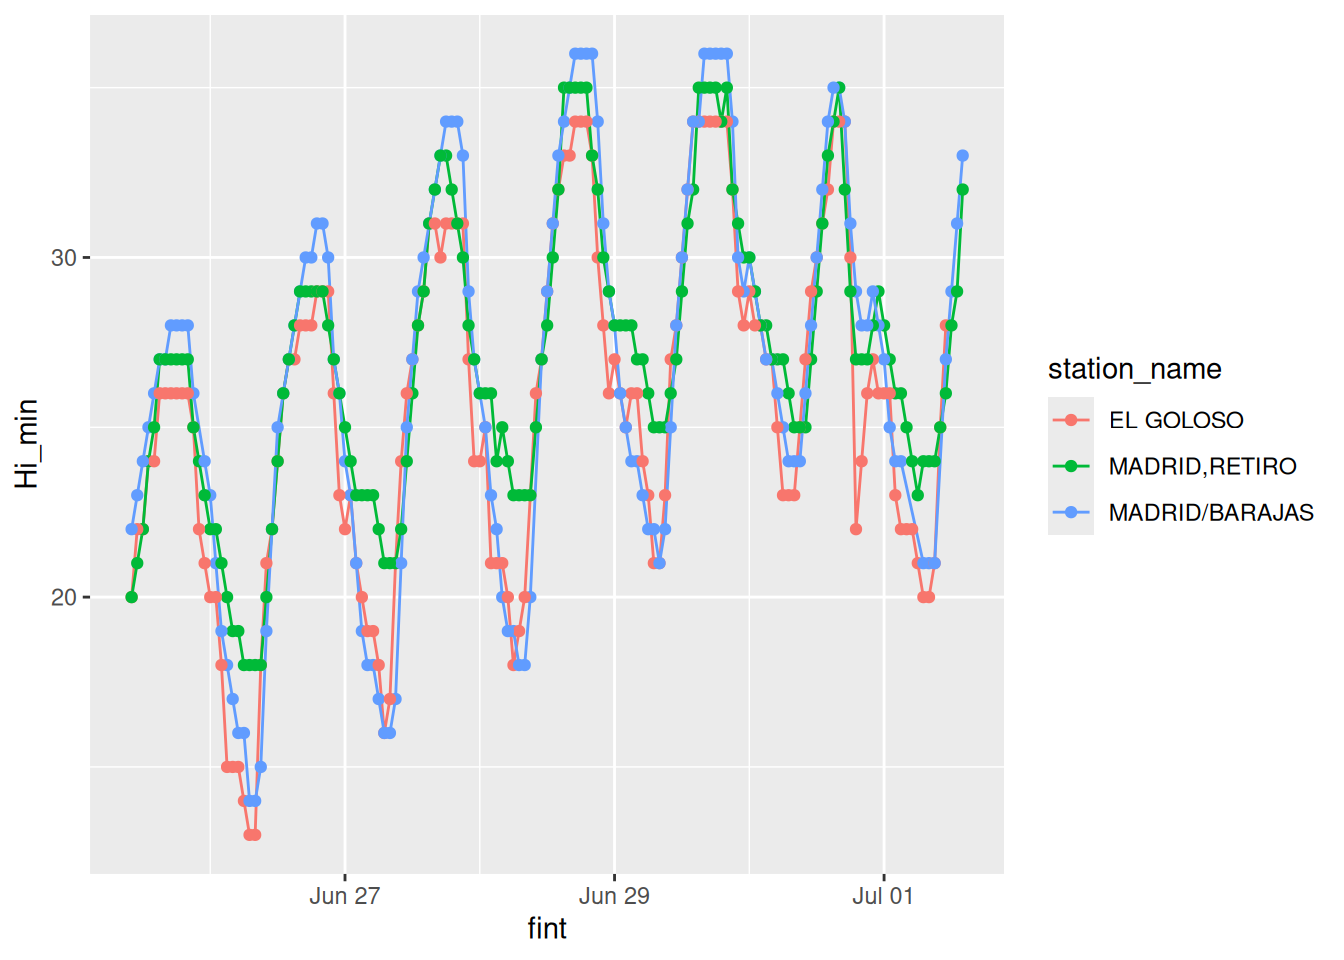 30
20
Hi_min
Jun 27
Jun 29
Jul 01
fint
station_name
EL GOLOSO
MADRID,RETIRO
MADRID/BARAJAS